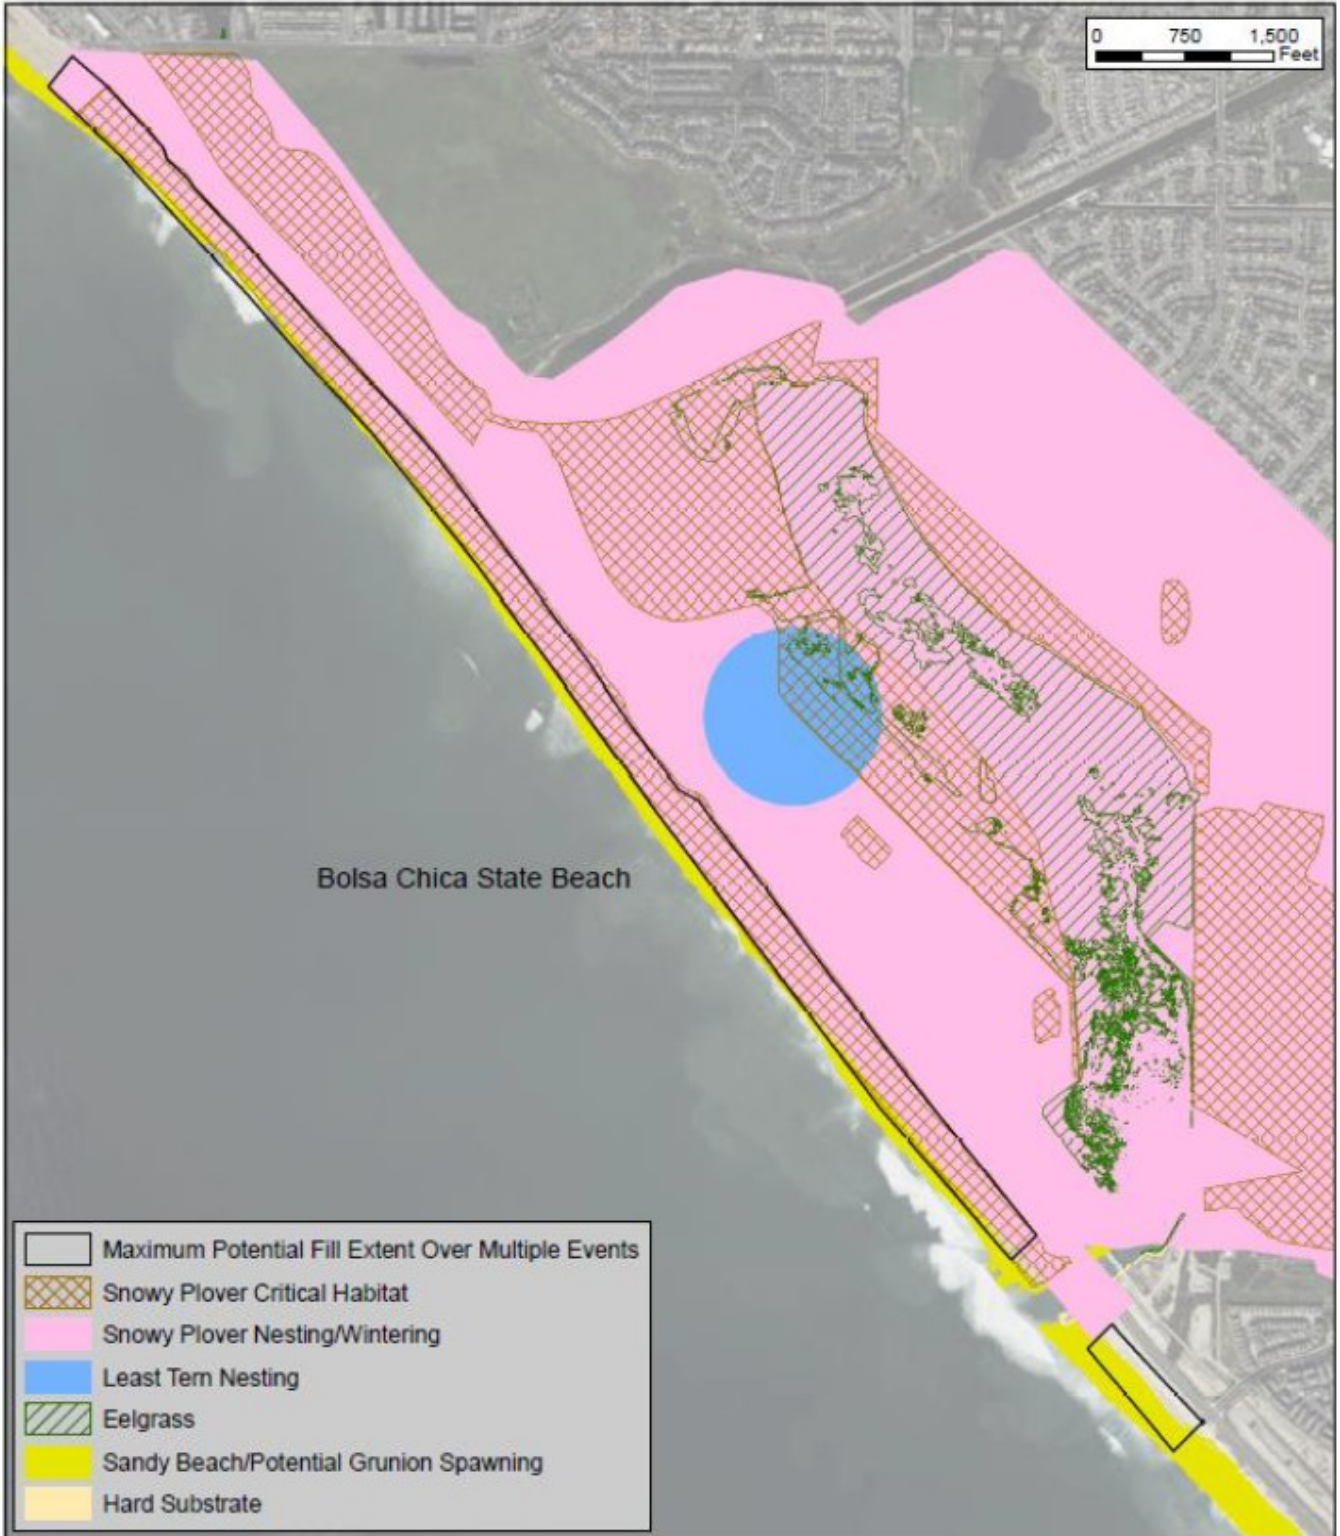 0 750 1,500
Feet
Bolsa Chica State Beach
Maximum Potential Fill Extent Over Multiple Events
Snowy Plover Critical Habitat
Snowy Plover Nesting/Wintering
Least Tern Nesting
Eelgrass
Sandy Beach/Potential Grunion Spawning
Hard Substrate